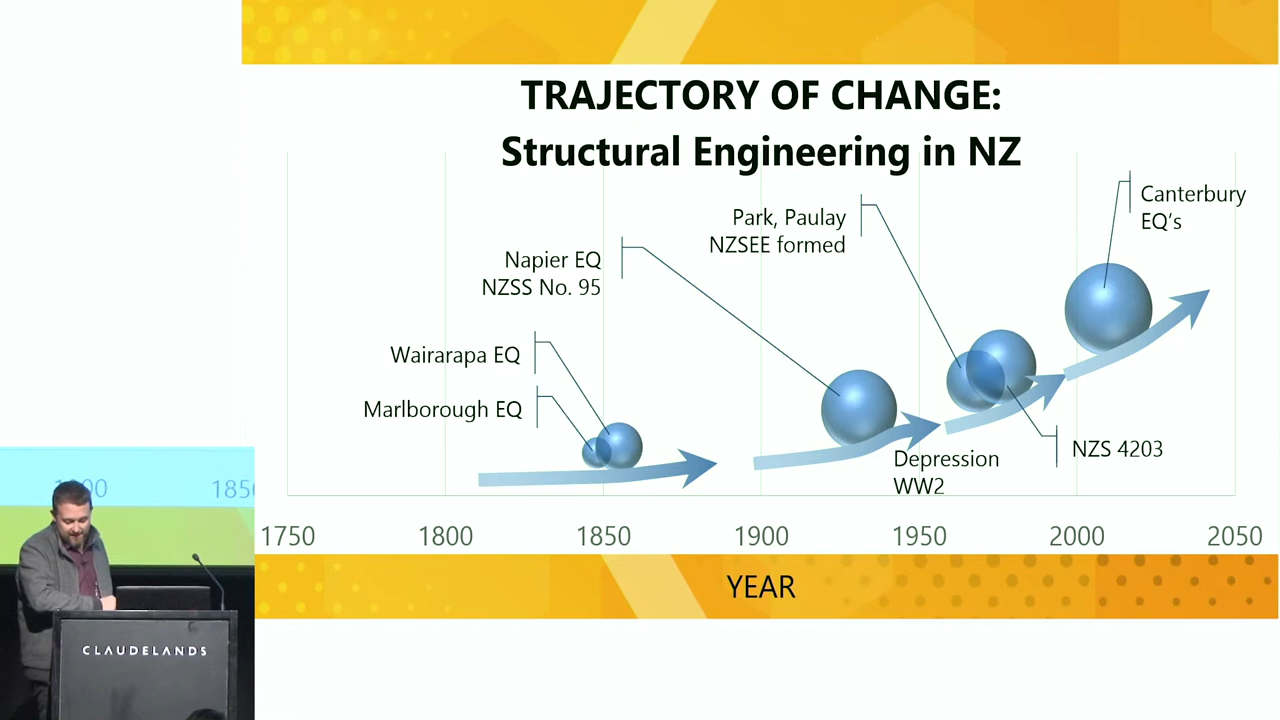 TRAJECTORY OF CHANGE:
Structural Engineering in NZ
Canterbury
EQ's
Park, Paulay
NZSEE formed
Napier EQ
NZSS No. 95
Wairarapa EQ
Marlborough EQ
NZS 4203
Depression
WW2
1750 1800 1850 1900 1950 2000 2050
YEAR
1850
CLAUDELANDS